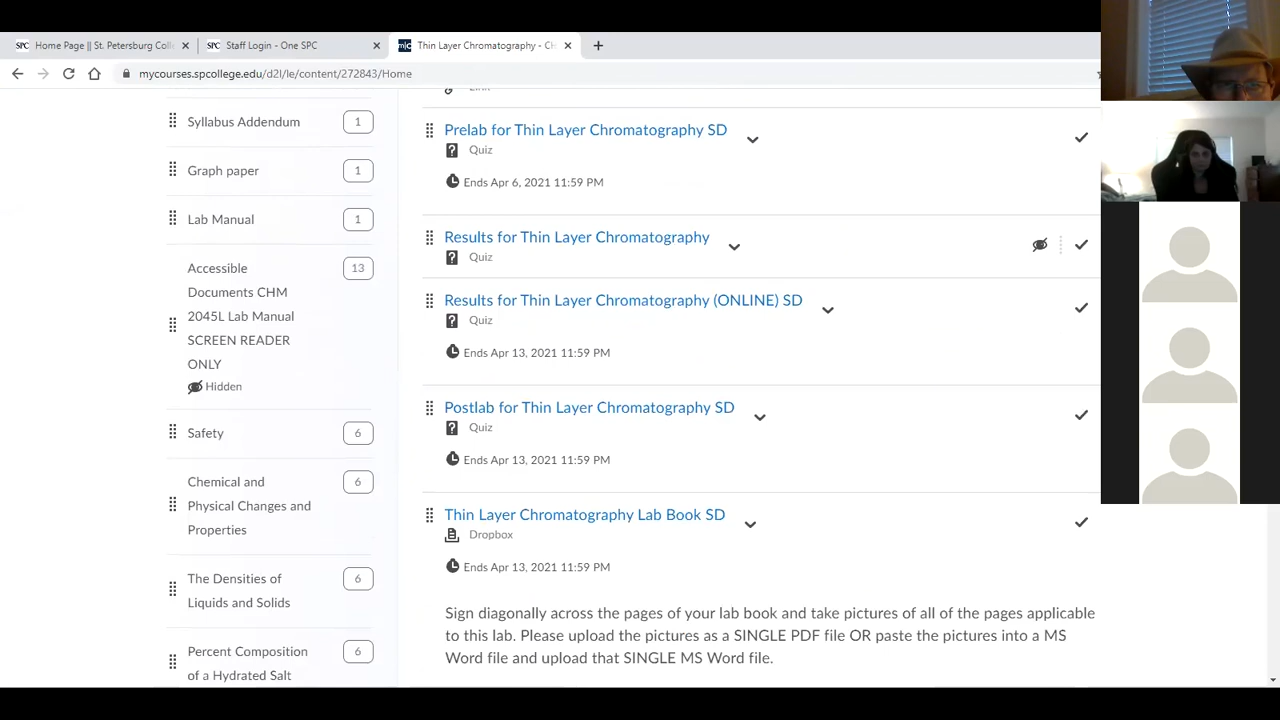 Home Page || St. Petersburg Coll
Staff Login - One SPC
Thin Layer Chromatography - CH
mycourses.spcollege.edu/d2l/le/content/272843/Home
Syllabus Addendum 1
Graph paper 1
Lab Manual 1
Accessible 13
Documents CHM
2045L Lab Manual
SCREEN READER
ONLY
Hidden
Safety 6
Chemical and 6
Physical Changes and
Properties
The Densities of 6
Liquids and Solids
Percent Composition 6
of a Hydrated Salt
Prelab for Thin Layer Chromatography SD
Quiz
Ends Apr 6, 2021 11:59 PM
Results for Thin Layer Chromatography
Quiz
Results for Thin Layer Chromatography (ONLINE) SD
Quiz
Ends Apr 13, 2021 11:59 PM
Postlab for Thin Layer Chromatography SD
Quiz
Ends Apr 13, 2021 11:59 PM
Thin Layer Chromatography Lab Book SD
Dropbox
Ends Apr 13, 2021 11:59 PM
Sign diagonally across the pages of your lab book and take pictures of all of the pages applicable
to this lab. Please upload the pictures as a SINGLE PDF file OR paste the pictures into a MS
Word file and upload that SINGLE MS Word file.